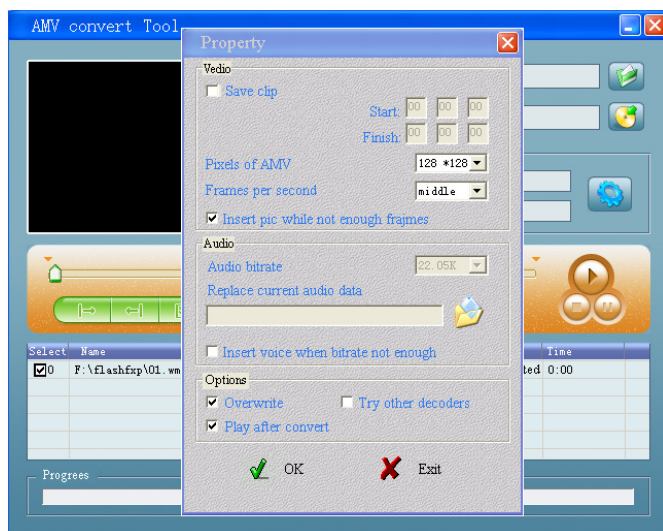 AMV convert Tool
Property
Vedio
Save clip
Start: 00 00 00
Finish: 00 00 00
Pixels of AMV 128 *128
Frames per second middle
Insert pic while not enough frajmes
Audio
Audio bitrate 22.05K
Replace current audio data
Insert voice when bitrate not enough
Select Name Time
0 F:\flashfxp\01.wm ted 0:00
Options
Overwrite Try other decoders
Play after convert
OK Exit
Progrees